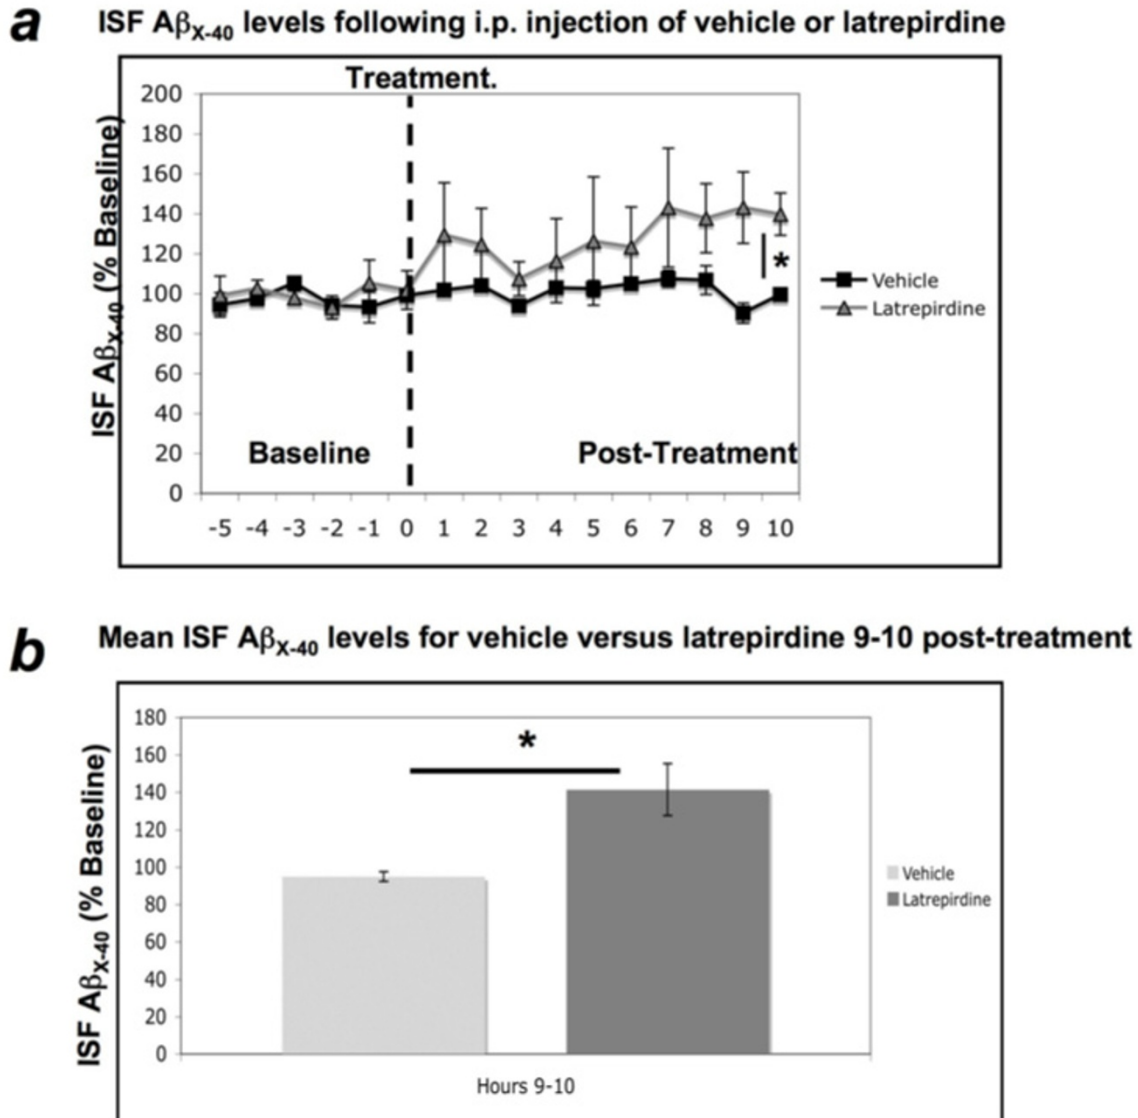 a
ISF AβX-40 levels following i.p. injection of vehicle or latrepirdine
Treatment.
ISF AβX-40 (% Baseline)
200
180
160
140
120
100
80
60
40
20
0
*
Vehicle
Latrepirdine
Baseline
Post-Treatment
-5 -4 -3 -2 -1 0 1 2 3 4 5 6 7 8 9 10
b
Mean ISF AβX-40 levels for vehicle versus latrepirdine 9-10 post-treatment
ISF AβX-40 (% Baseline)
180
160
140
120
100
80
60
40
20
0
*
Vehicle
Latrepirdine
Hours 9-10